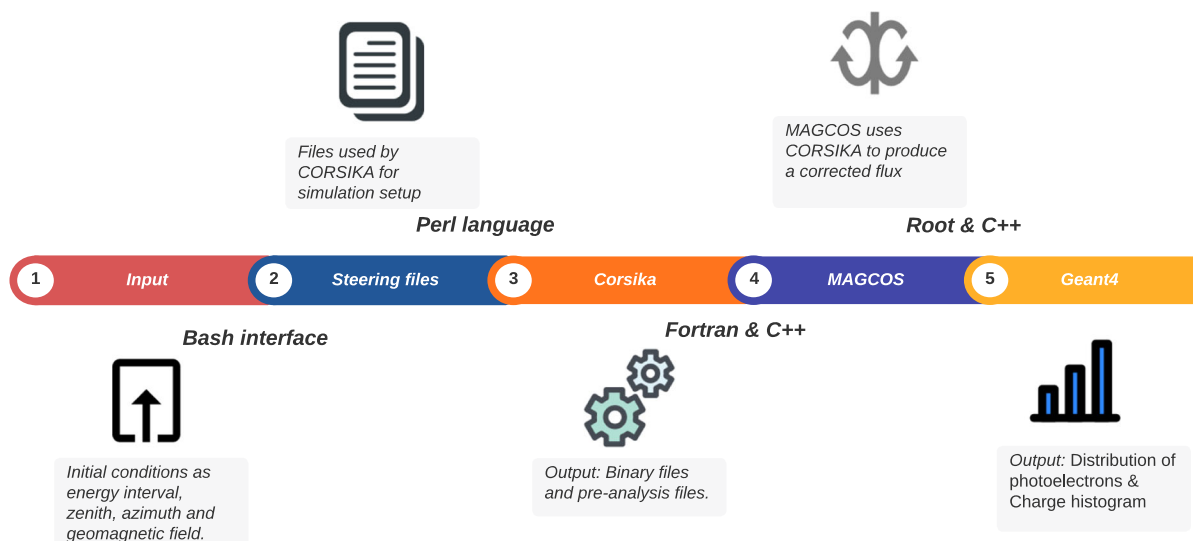 Files used by
CORSIKA for
simulation setup
MAGCOS uses
CORSIKA to produce
a corrected flux
Perl language
Root & C++
1 Input
2 Steering files
3 Corsika
4 MAGCOS
5 Geant4
Bash interface
Fortran & C++
Initial conditions as
energy interval,
zenith, azimuth and
geomagnetic field.
Output: Binary files
and pre-analysis files.
Output: Distribution of
photoelectrons &
Charge histogram